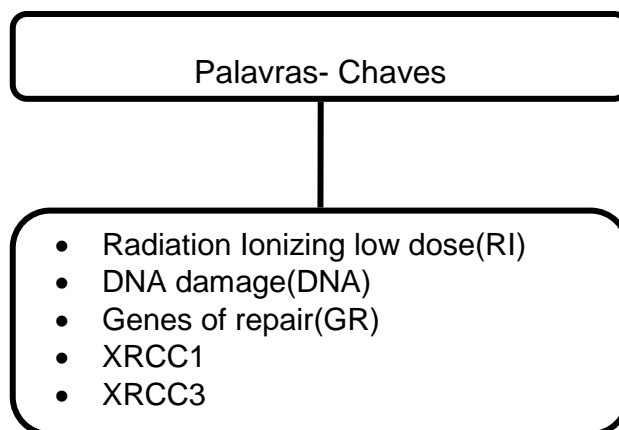 Palavras- Chaves
• Radiation Ionizing low dose(RI)
• DNA damage(DNA)
• Genes of repair(GR)
• XRCC1
• XRCC3